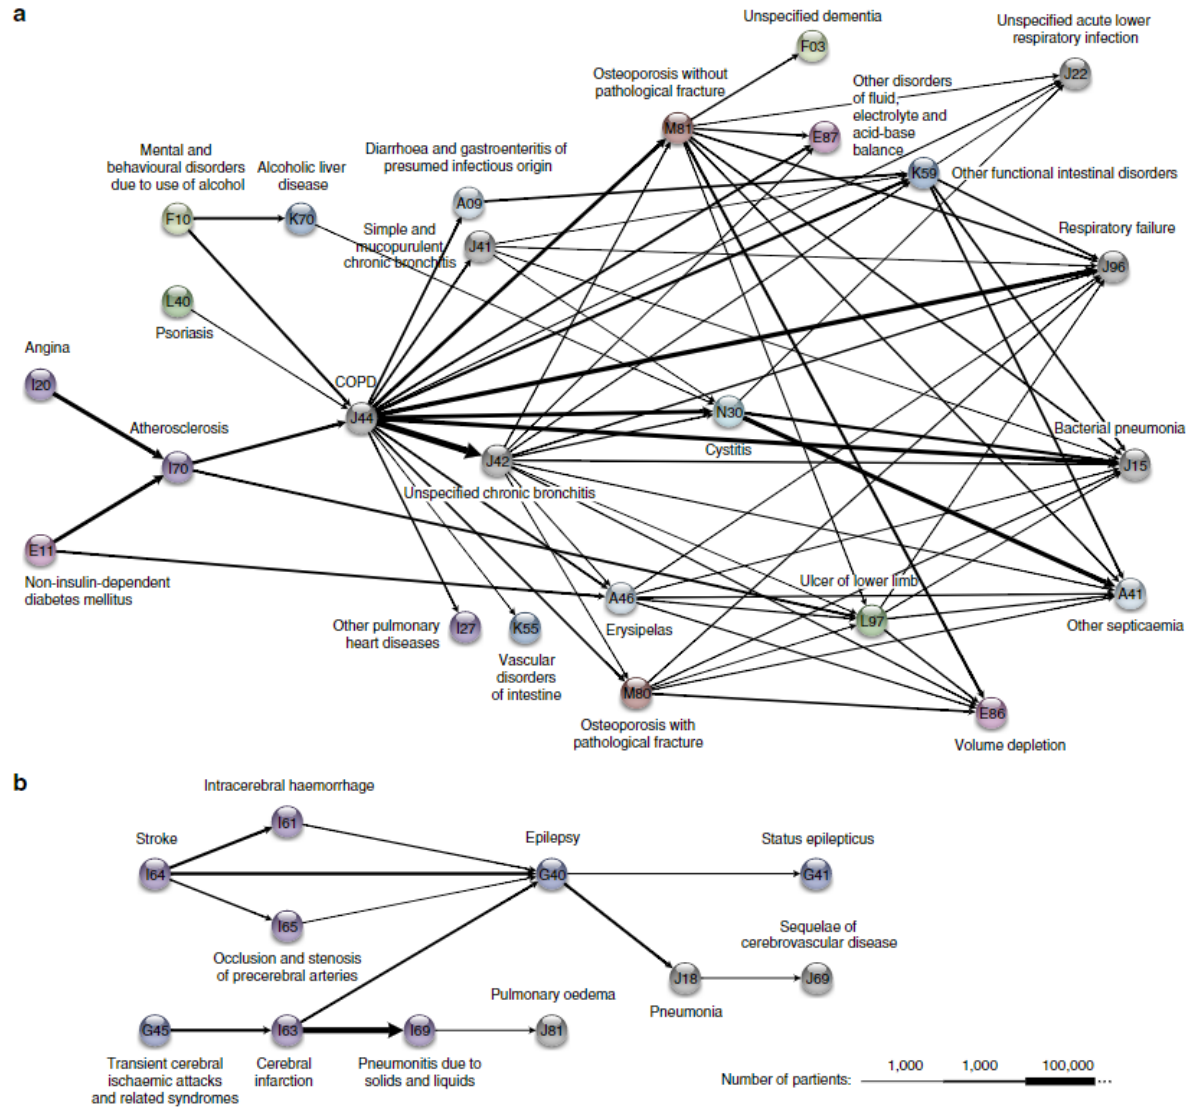 a
Unspecified dementia
F03
Unspecified acute lower
respiratory infection
J22
Osteoporosis without
pathological fracture
M81
Other disorders
of fluid,
electrolyte and
acid-base
balance
E87
Mental and
behavioural disorders
due to use of alcohol
F10
Alcoholic liver
disease
K70
Diarrhoea and gastroenteritis of
presumed infectious origin
A09
K59
Other functional intestinal disorders
Simple and
mucopurulent
chronic bronchitis
J41
Respiratory failure
J96
L40
Psoriasis
Angina
I20
COPD
J44
Atherosclerosis
I70
N30
Cystitis
Bacterial pneumonia
J15
J42
Unspecified chronic bronchitis
E11
Non-insulin-dependent
diabetes mellitus
Other pulmonary
heart diseases
I27
K55
Vascular
disorders
of intestine
A46
Erysipelas
Ulcer of lower limb
L97
A41
Other septicaemia
M80
Osteoporosis with
pathological fracture
E86
Volume depletion
b
Intracerebral haemorrhage
I61
Stroke
I64
Epilepsy
G40
Status epilepticus
G41
I65
Occlusion and stenosis
of precerebral arteries
Sequelae of
cerebrovascular disease
J18
Pneumonia
J69
Pulmonary oedema
G45
I63
I69
J81
Transient cerebral
ischaemic attacks
and related syndromes
Cerebral
infarction
Pneumonitis due to
solids and liquids
Number of partients:
1,000
1,000
100,000
...